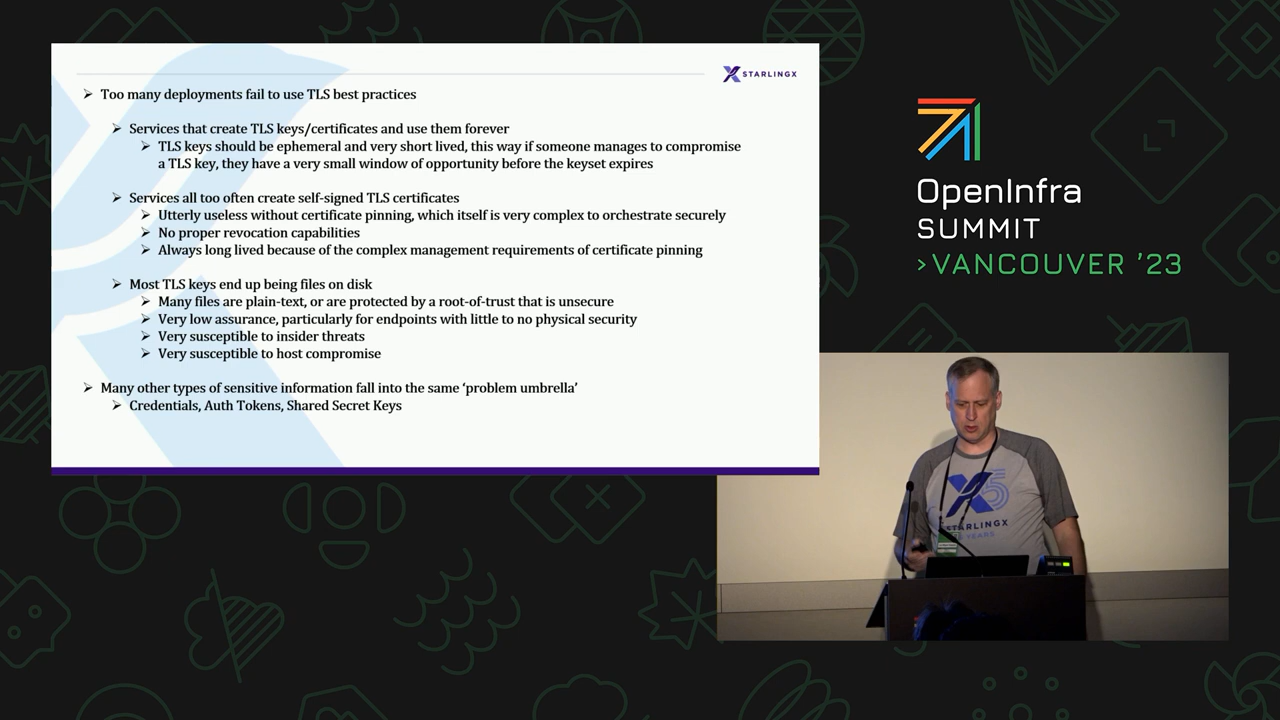 STARLINGX
Too many deployments fail to use TLS best practices
Services that create TLS keys/certificates and use them forever
TLS keys should be ephemeral and very short lived, this way if someone manages to compromise
a TLS key, they have a very small window of opportunity before the keyset expires
Services all too often create self-signed TLS certificates
Utterly useless without certificate pinning, which itself is very complex to orchestrate securely
No proper revocation capabilities
Always long lived because of the complex management requirements of certificate pinning
Most TLS keys end up being files on disk
Many files are plain-text, or are protected by a root-of-trust that is unsecure
Very low assurance, particularly for endpoints with little to no physical security
Very susceptible to insider threats
Very susceptible to host compromise
Many other types of sensitive information fall into the same ‘problem umbrella’
Credentials, Auth Tokens, Shared Secret Keys
OpenInfra
SUMMIT
>VANCOUVER ’23
X5
STARLINGX
YEARS